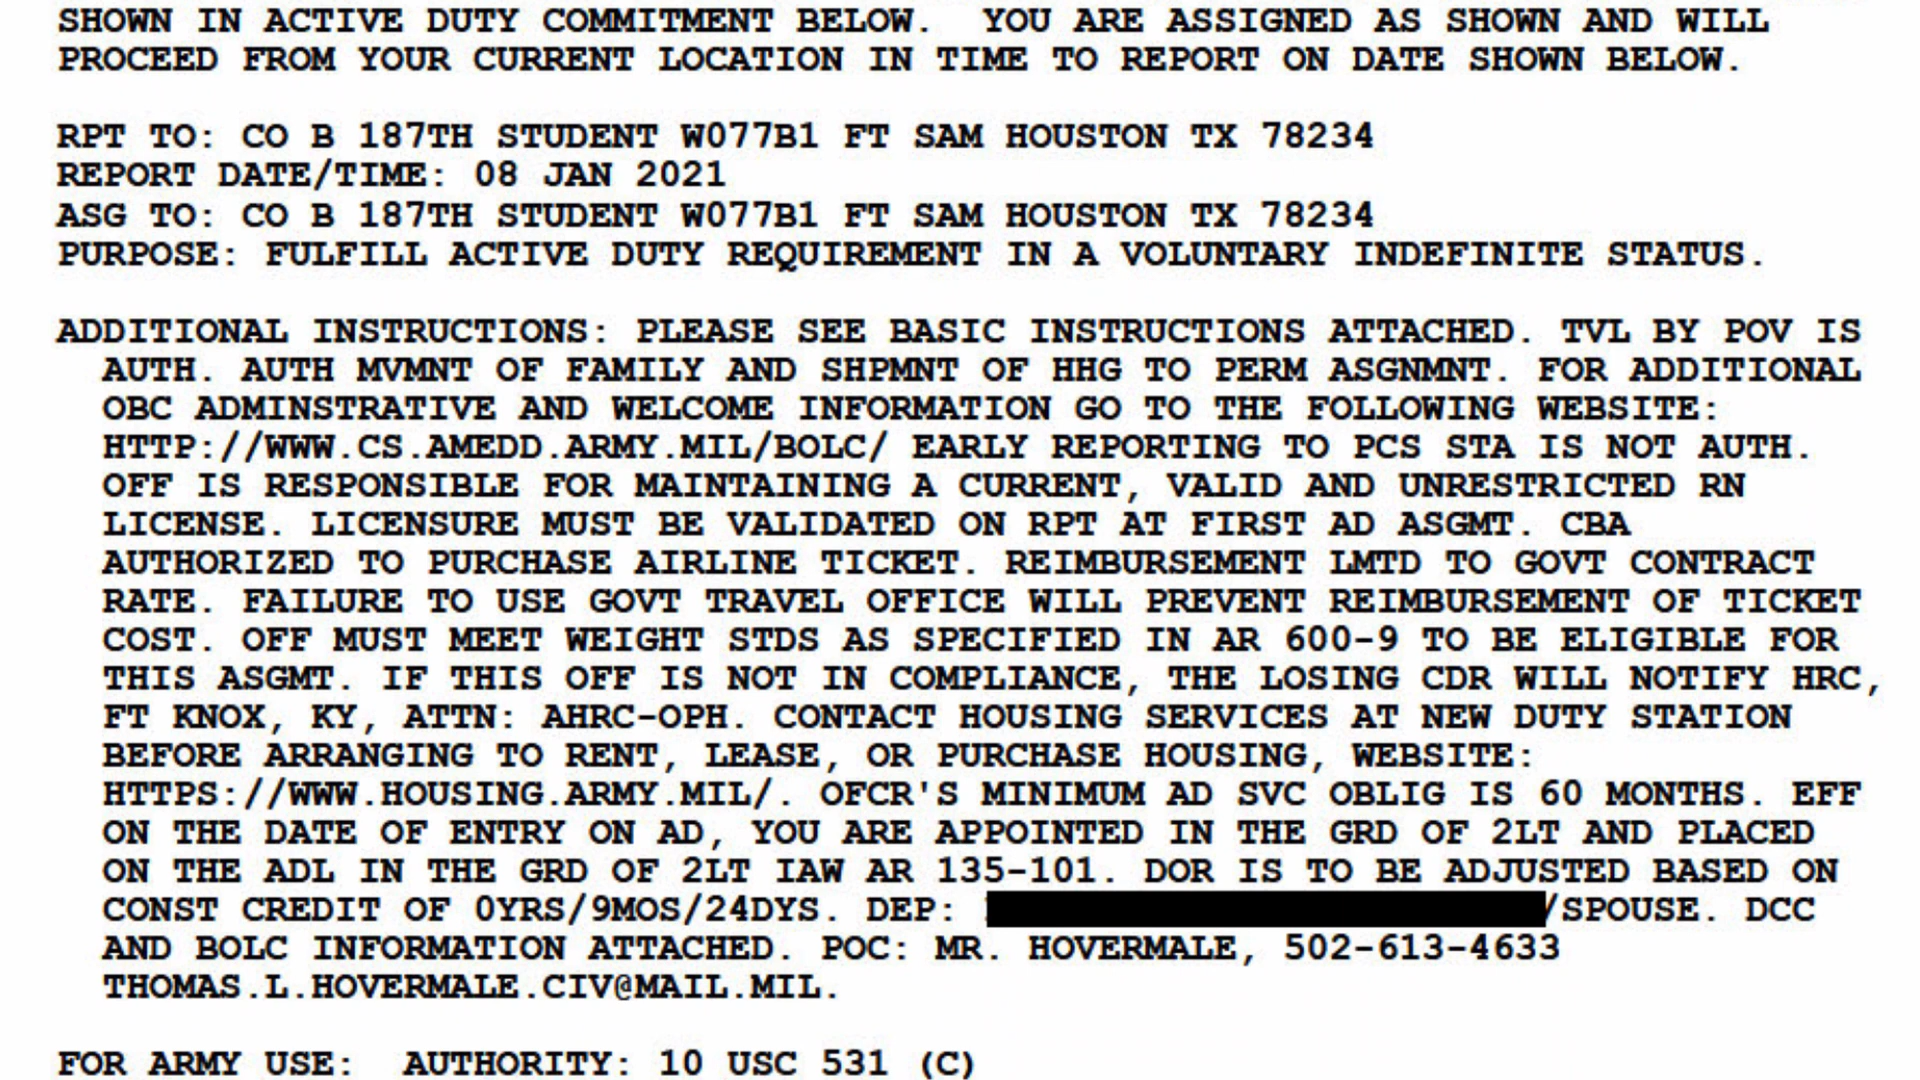 SHOWN IN ACTIVE DUTY COMMITMENT BELOW.  YOU ARE ASSIGNED AS SHOWN AND WILL
PROCEED FROM YOUR CURRENT LOCATION IN TIME TO REPORT ON DATE SHOWN BELOW.
RPT TO: CO B 187TH STUDENT W077B1 FT SAM HOUSTON TX 78234
REPORT DATE/TIME: 08 JAN 2021
ASG TO: CO B 187TH STUDENT W077B1 FT SAM HOUSTON TX 78234
PURPOSE: FULFILL ACTIVE DUTY REQUIREMENT IN A VOLUNTARY INDEFINITE STATUS.
ADDITIONAL INSTRUCTIONS: PLEASE SEE BASIC INSTRUCTIONS ATTACHED. TVL BY POV IS
AUTH. AUTH MVMNT OF FAMILY AND SHPMNT OF HHG TO PERM ASGNMNT. FOR ADDITIONAL
OBC ADMINSTRATIVE AND WELCOME INFORMATION GO TO THE FOLLOWING WEBSITE:
HTTP://WWW.CS.AMEDD.ARMY.MIL/BOLC/ EARLY REPORTING TO PCS STA IS NOT AUTH.
OFF IS RESPONSIBLE FOR MAINTAINING A CURRENT, VALID AND UNRESTRICTED RN
LICENSE. LICENSURE MUST BE VALIDATED ON RPT AT FIRST AD ASGMT. CBA
AUTHORIZED TO PURCHASE AIRLINE TICKET. REIMBURSEMENT LMTD TO GOVT CONTRACT
RATE. FAILURE TO USE GOVT TRAVEL OFFICE WILL PREVENT REIMBURSEMENT OF TICKET
COST. OFF MUST MEET WEIGHT STDS AS SPECIFIED IN AR 600-9 TO BE ELIGIBLE FOR
THIS ASGMT. IF THIS OFF IS NOT IN COMPLIANCE, THE LOSING CDR WILL NOTIFY HRC,
FT KNOX, KY, ATTN: AHRC-OPH. CONTACT HOUSING SERVICES AT NEW DUTY STATION
BEFORE ARRANGING TO RENT, LEASE, OR PURCHASE HOUSING, WEBSITE:
HTTPS://WWW.HOUSING.ARMY.MIL/. OFCR'S MINIMUM AD SVC OBLIG IS 60 MONTHS. EFF
ON THE DATE OF ENTRY ON AD, YOU ARE APPOINTED IN THE GRD OF 2LT AND PLACED
ON THE ADL IN THE GRD OF 2LT IAW AR 135-101. DOR IS TO BE ADJUSTED BASED ON
CONST CREDIT OF 0YRS/9MOS/24DYS. DEP: /SPOUSE. DCC
AND BOLC INFORMATION ATTACHED. POC: MR. HOVERMALE, 502-613-4633
THOMAS.L.HOVERMALE.CIV@MAIL.MIL.
FOR ARMY USE:  AUTHORITY: 10 USC 531 (C)